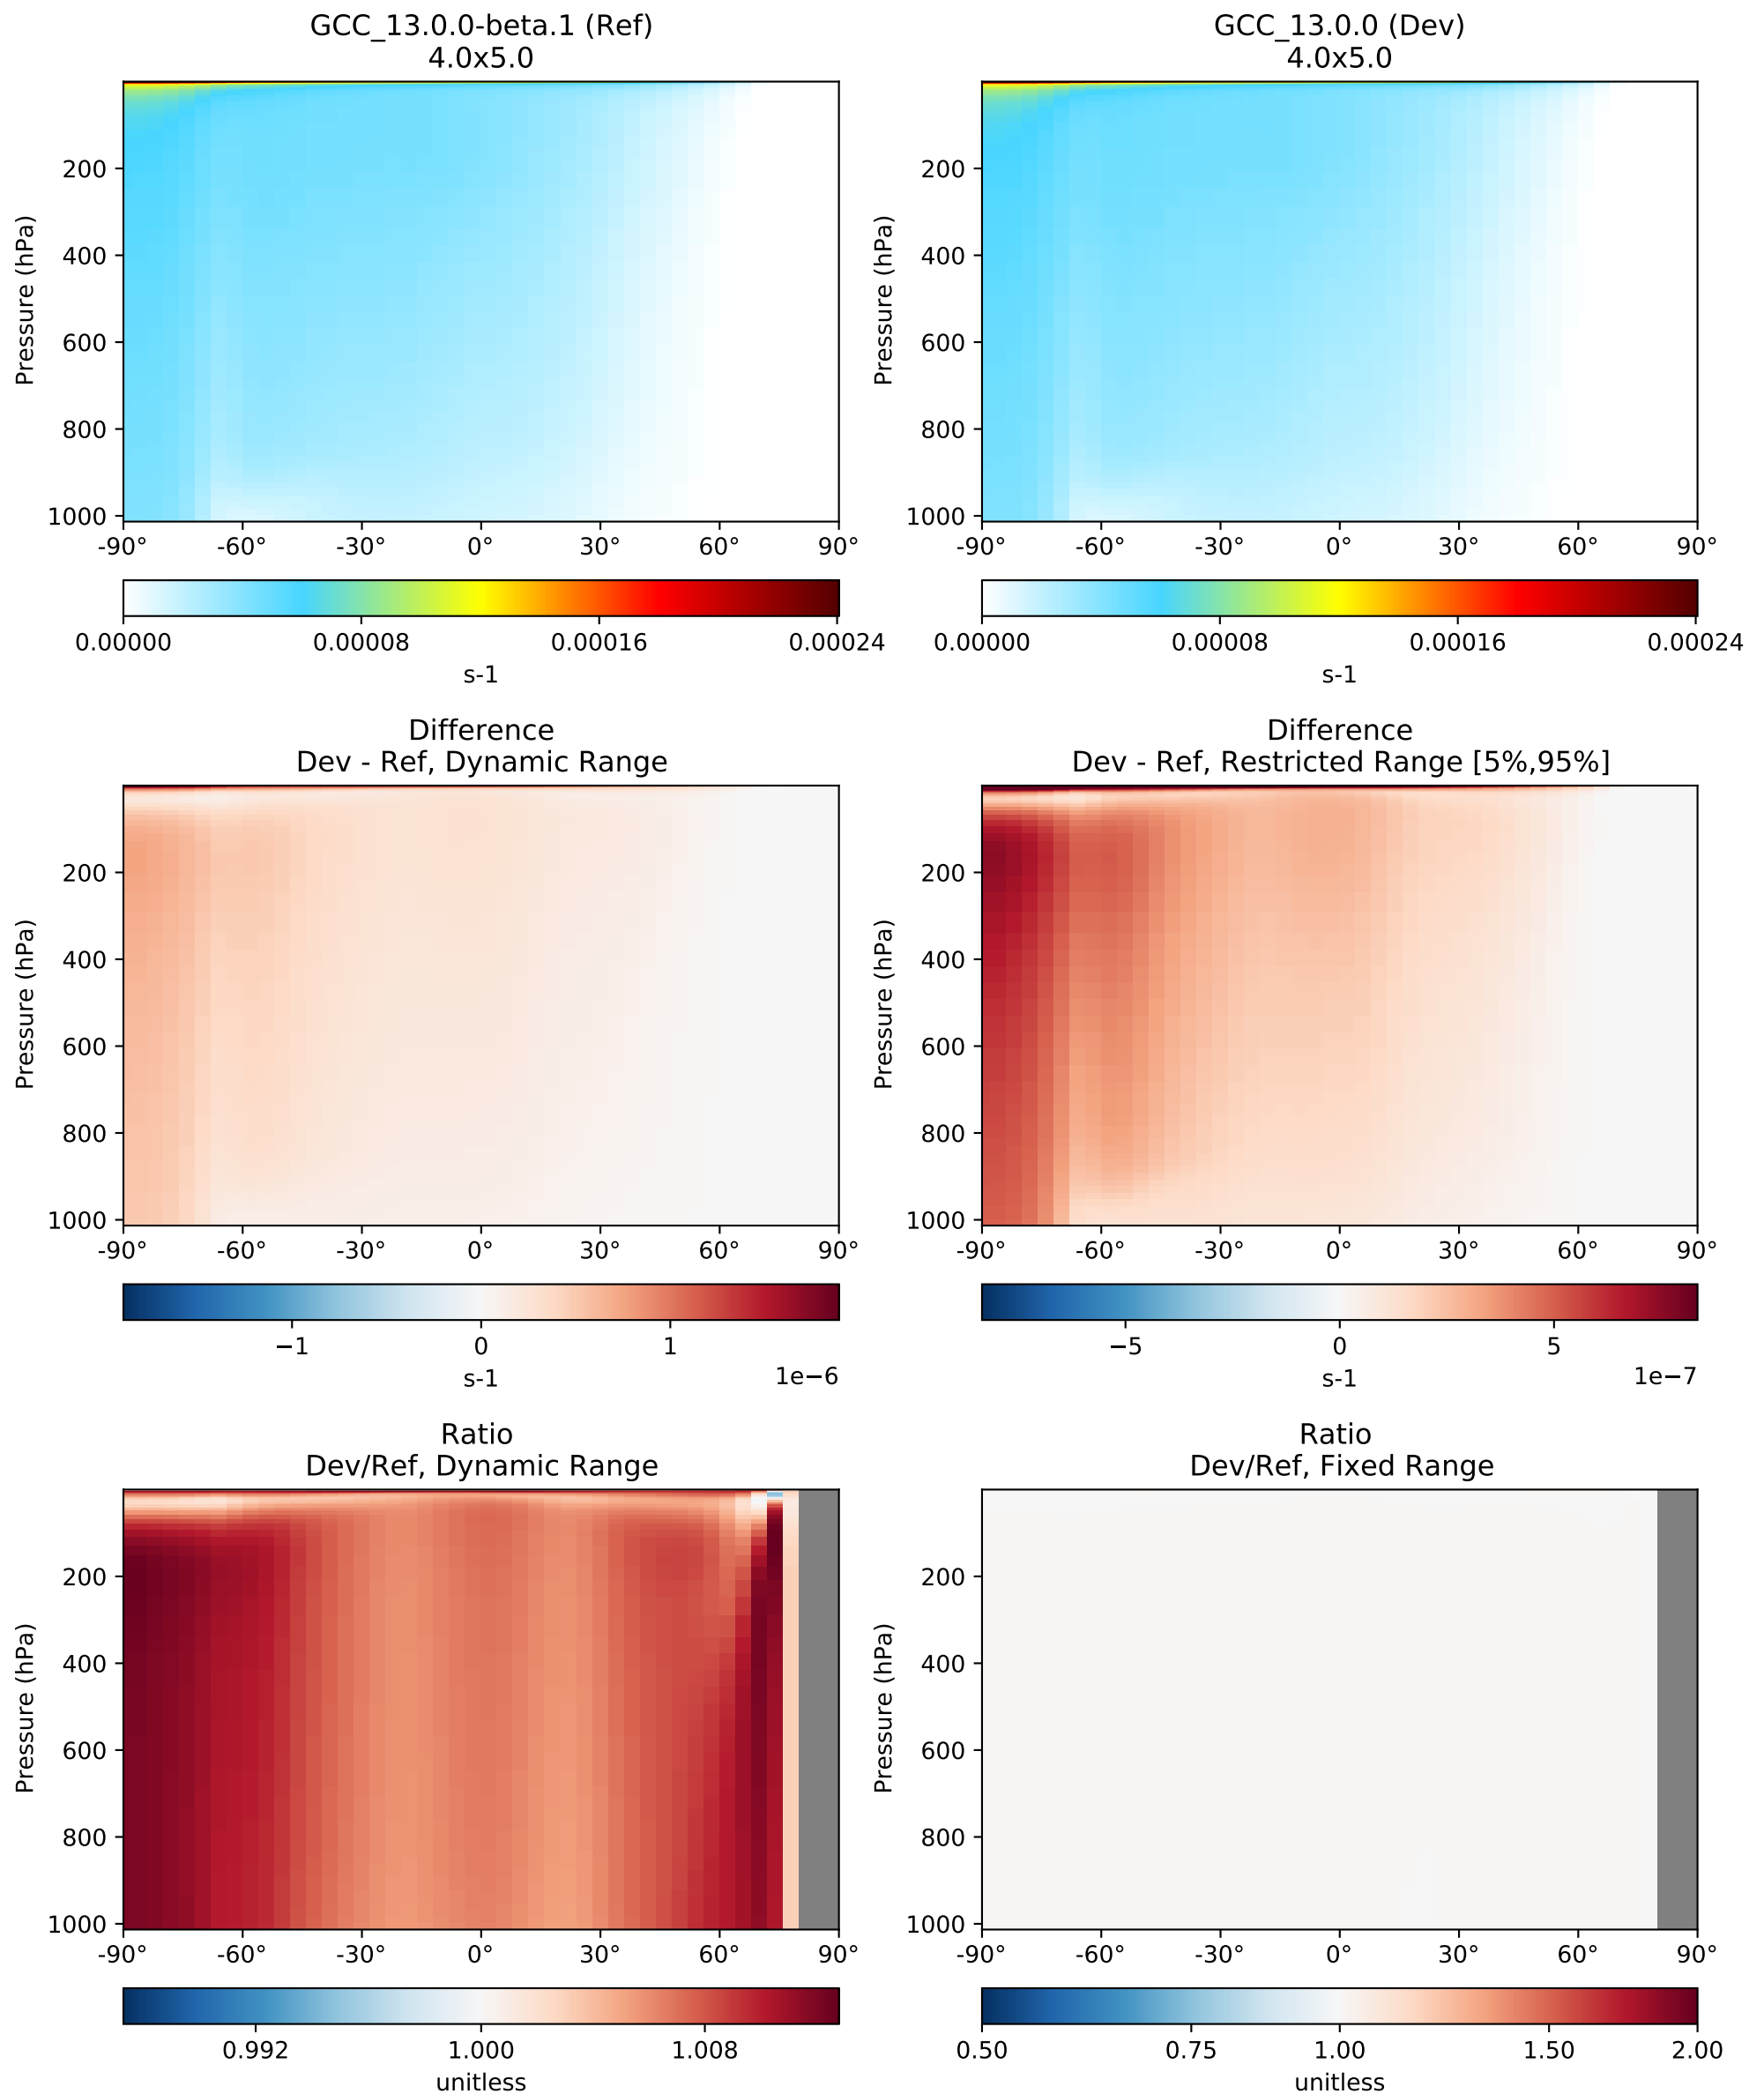 GCC_13.0.0-beta.1 (Ref)
4.0x5.0
Pressure (hPa)
200
400
600
800
1000
-90° -60° -30° 0° 30° 60° 90°
0.00000 0.00008 0.00016 0.00024
s-1
GCC_13.0.0 (Dev)
4.0x5.0
Pressure (hPa)
200
400
600
800
1000
-90° -60° -30° 0° 30° 60° 90°
0.00000 0.00008 0.00016 0.00024
s-1
Difference
Dev - Ref, Dynamic Range
Pressure (hPa)
200
400
600
800
1000
-90° -60° -30° 0° 30° 60° 90°
−1 0 1
s-1 1e−6
Difference
Dev - Ref, Restricted Range [5%,95%]
Pressure (hPa)
200
400
600
800
1000
-90° -60° -30° 0° 30° 60° 90°
−5 0 5
s-1 1e−7
Ratio
Dev/Ref, Dynamic Range
Pressure (hPa)
200
400
600
800
1000
-90° -60° -30° 0° 30° 60° 90°
0.992 1.000 1.008
unitless
Ratio
Dev/Ref, Fixed Range
Pressure (hPa)
200
400
600
800
1000
-90° -60° -30° 0° 30° 60° 90°
0.50 0.75 1.00 1.50 2.00
unitless